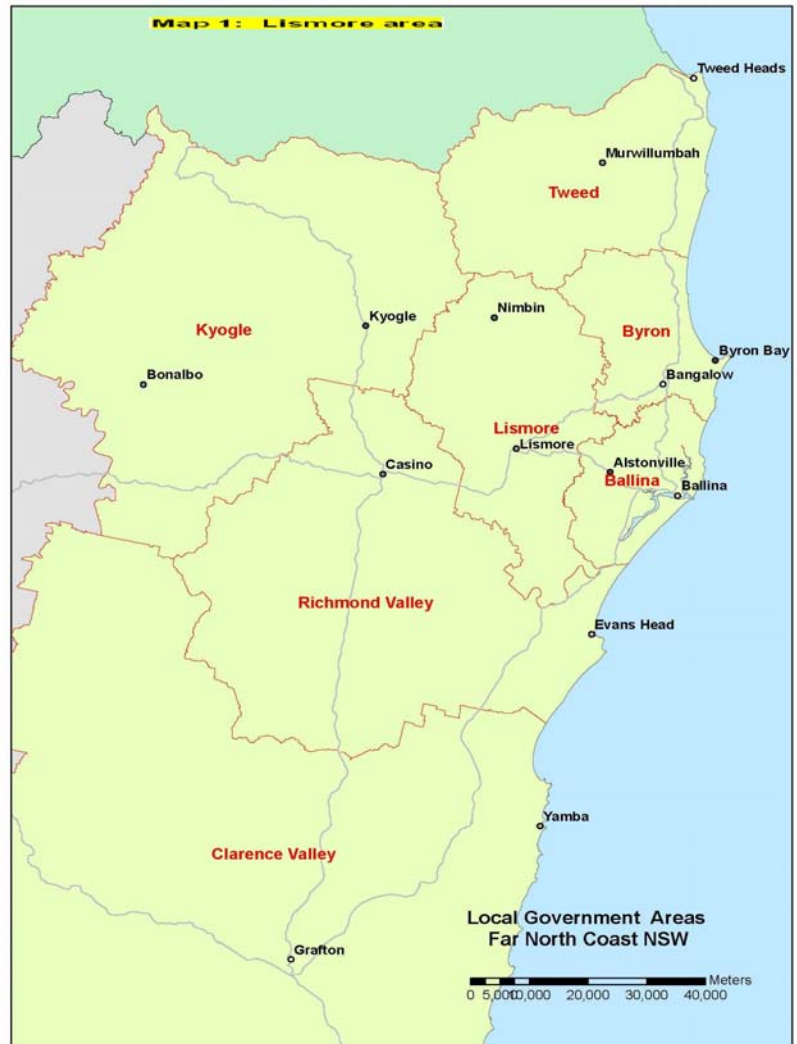 Map 1: Lismore area
Tweed Heads
Murwillumbah
Tweed
Nimbin
Kyogle
Kyogle
Byron
Byron Bay
Bonalbo
Bangalow
Lismore
Lismore
Casino
Alstonville
Ballina
Ballina
Richmond Valley
Evans Head
Yamba
Clarence Valley
Local Government Areas
Far North Coast NSW
Grafton
Meters
0 5,000 10,000 20,000 30,000 40,000